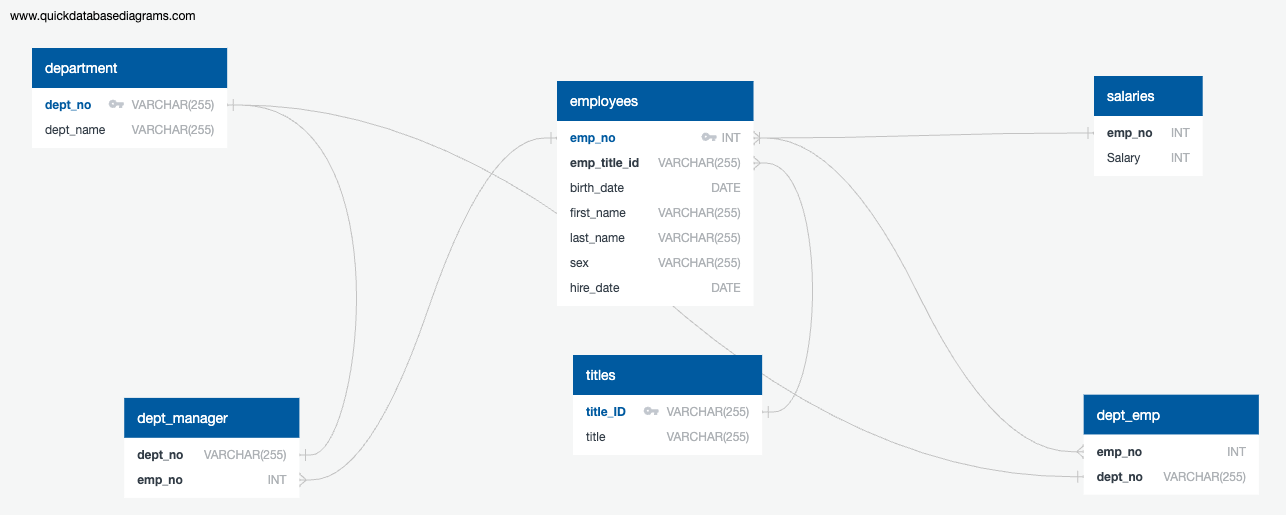 www.quickdatabasediagrams.com
department
dept_no VARCHAR(255)
dept_name VARCHAR(255)
employees
emp_no INT
emp_title_id VARCHAR(255)
birth_date DATE
first_name VARCHAR(255)
last_name VARCHAR(255)
sex VARCHAR(255)
hire_date DATE
salaries
emp_no INT
Salary INT
titles
title_ID VARCHAR(255)
title VARCHAR(255)
dept_manager
dept_no VARCHAR(255)
emp_no INT
dept_emp
emp_no INT
dept_no VARCHAR(255)